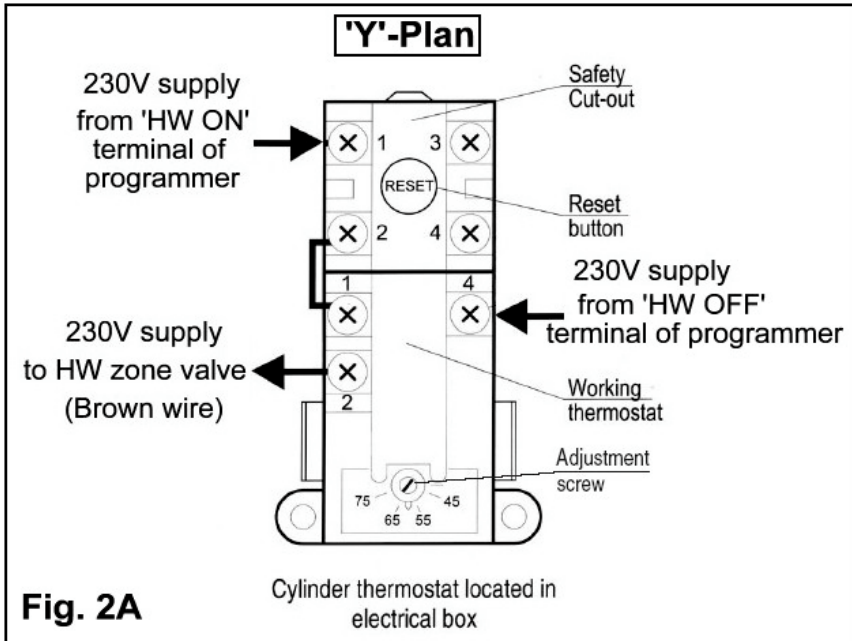 'Y'-Plan
230V supply
from 'HW ON'
terminal of
programmer
Safety
Cut-out
1
3
RESET
Reset
button
2
4
1
4
230V supply
from 'HW OFF'
terminal of programmer
230V supply
to HW zone valve
(Brown wire)
2
Working
thermostat
Adjustment
screw
75
45
65
55
Cylinder thermostat located in
electrical box
Fig. 2A